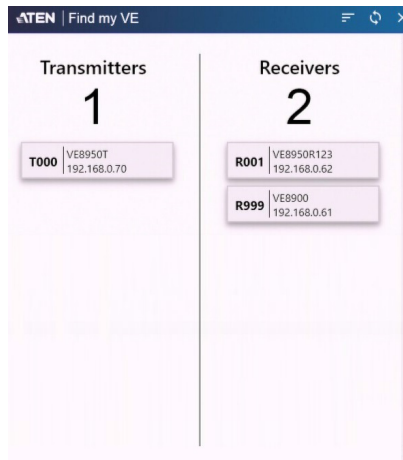 ATEN Find my VE
Transmitters
1
T000 VE8950T
192.168.0.70
Receivers
2
R001 VE8950R123
192.168.0.62
R999 VE8900
192.168.0.61